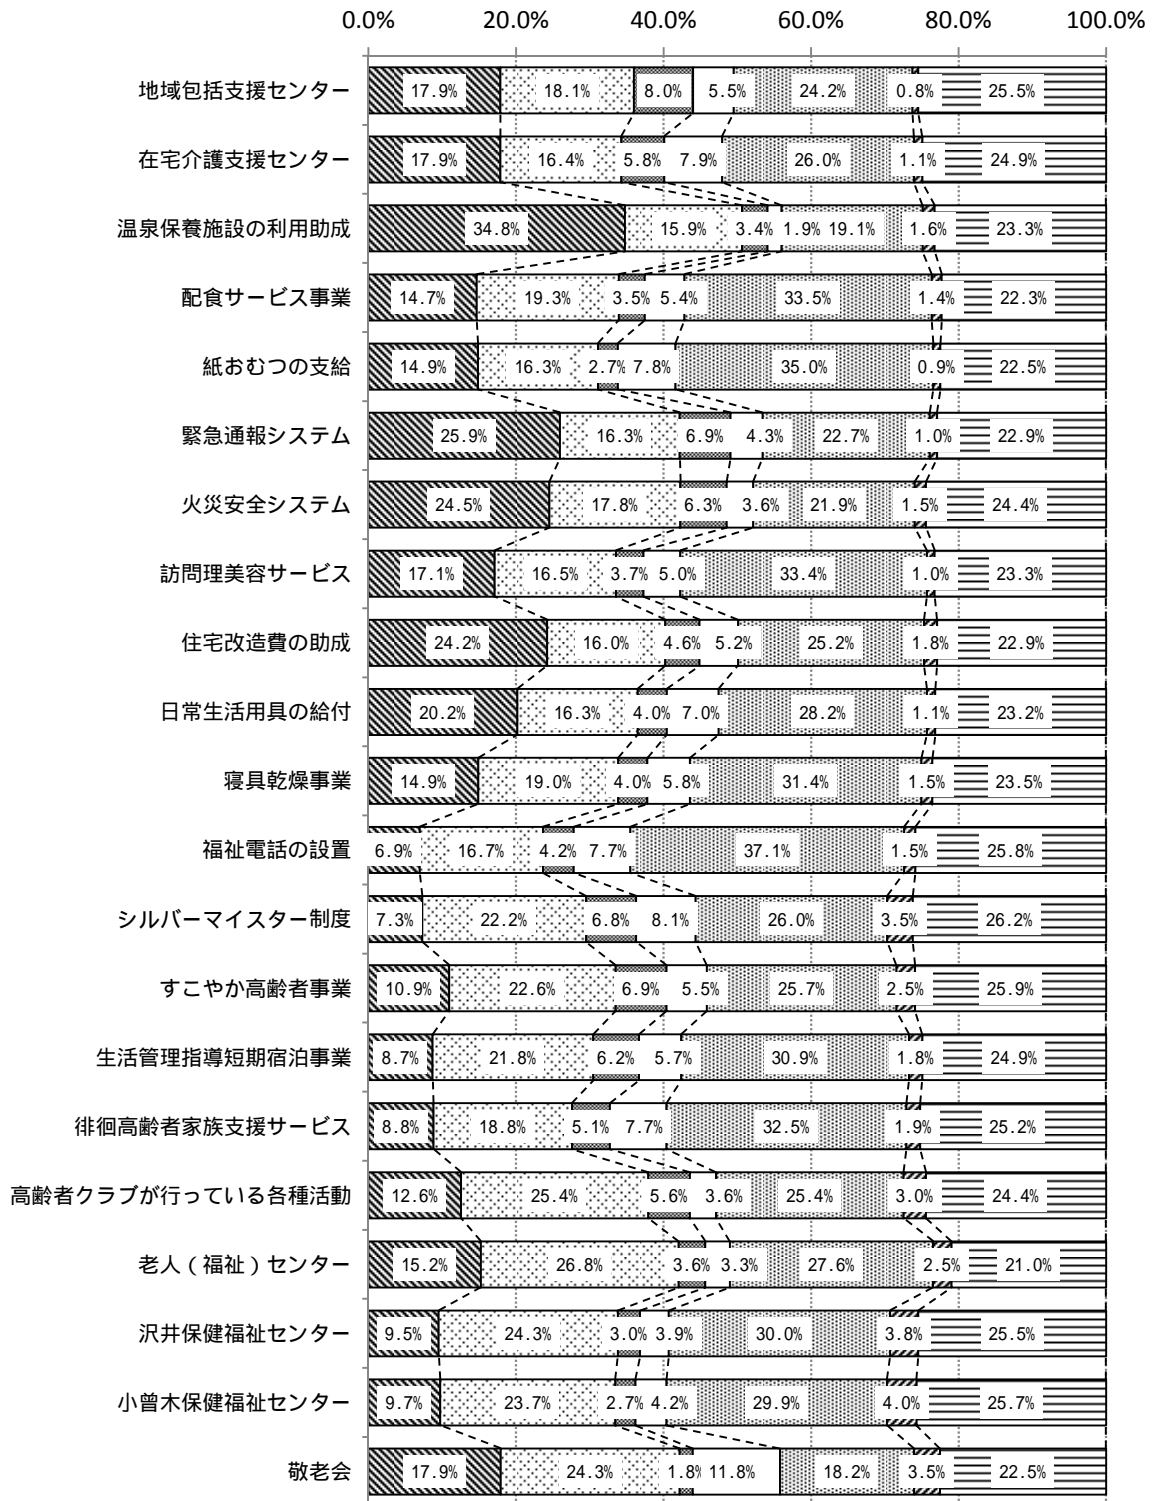 0.0% 20.0% 40.0% 60.0% 80.0% 100.0%
地域包括支援センター 17.9% 18.1% 8.0% 5.5% 24.2% 0.8% 25.5%
在宅介護支援センター 17.9% 16.4% 5.8% 7.9% 26.0% 1.1% 24.9%
温泉保養施設の利用助成 34.8% 15.9% 3.4% 1.9% 19.1% 1.6% 23.3%
配食サービス事業 14.7% 19.3% 3.5% 5.4% 33.5% 1.4% 22.3%
紙おむつの支給 14.9% 16.3% 2.7% 7.8% 35.0% 0.9% 22.5%
緊急通報システム 25.9% 16.3% 6.9% 4.3% 22.7% 1.0% 22.9%
火災安全システム 24.5% 17.8% 6.3% 3.6% 21.9% 1.5% 24.4%
訪問理美容サービス 17.1% 16.5% 3.7% 5.0% 33.4% 1.0% 23.3%
住宅改造費の助成 24.2% 16.0% 4.6% 5.2% 25.2% 1.8% 22.9%
日常生活用具の給付 20.2% 16.3% 4.0% 7.0% 28.2% 1.1% 23.2%
寝具乾燥事業 14.9% 19.0% 4.0% 5.8% 31.4% 1.5% 23.5%
福祉電話の設置 6.9% 16.7% 4.2% 7.7% 37.1% 1.5% 25.8%
シルバーマイスター制度 7.3% 22.2% 6.8% 8.1% 26.0% 3.5% 26.2%
すこやか高齢者事業 10.9% 22.6% 6.9% 5.5% 25.7% 2.5% 25.9%
生活管理指導短期宿泊事業 8.7% 21.8% 6.2% 5.7% 30.9% 1.8% 24.9%
徘徊高齢者家族支援サービス 8.8% 18.8% 5.1% 7.7% 32.5% 1.9% 25.2%
高齢者クラブが行っている各種活動 12.6% 25.4% 5.6% 3.6% 25.4% 3.0% 24.4%
老人（福祉）センター 15.2% 26.8% 3.6% 3.3% 27.6% 2.5% 21.0%
沢井保健福祉センター 9.5% 24.3% 3.0% 3.9% 30.0% 3.8% 25.5%
小曾木保健福祉センター 9.7% 23.7% 2.7% 4.2% 29.9% 4.0% 25.7%
敬老会 17.9% 24.3% 1.8% 11.8% 18.2% 3.5% 22.5%